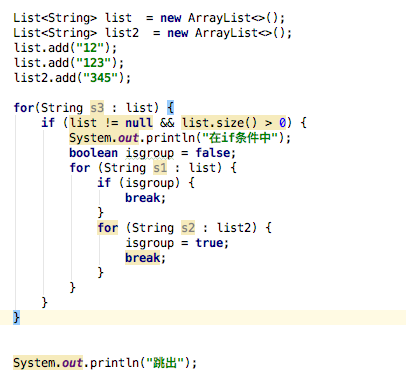 List<String> list  = new ArrayList<>();
List<String> list2  = new ArrayList<>();
list.add("12");
list.add("123");
list2.add("345");

for(String s3 : list) {
    if (list != null && list.size() > 0) {
        System.out.println("在if条件中");
        boolean isgroup = false;
        for (String s1 : list) {
            if (isgroup) {
                break;
            }
            for (String s2 : list2) {
                isgroup = true;
                break;
            }
        }
    }
}

System.out.println("跳出");